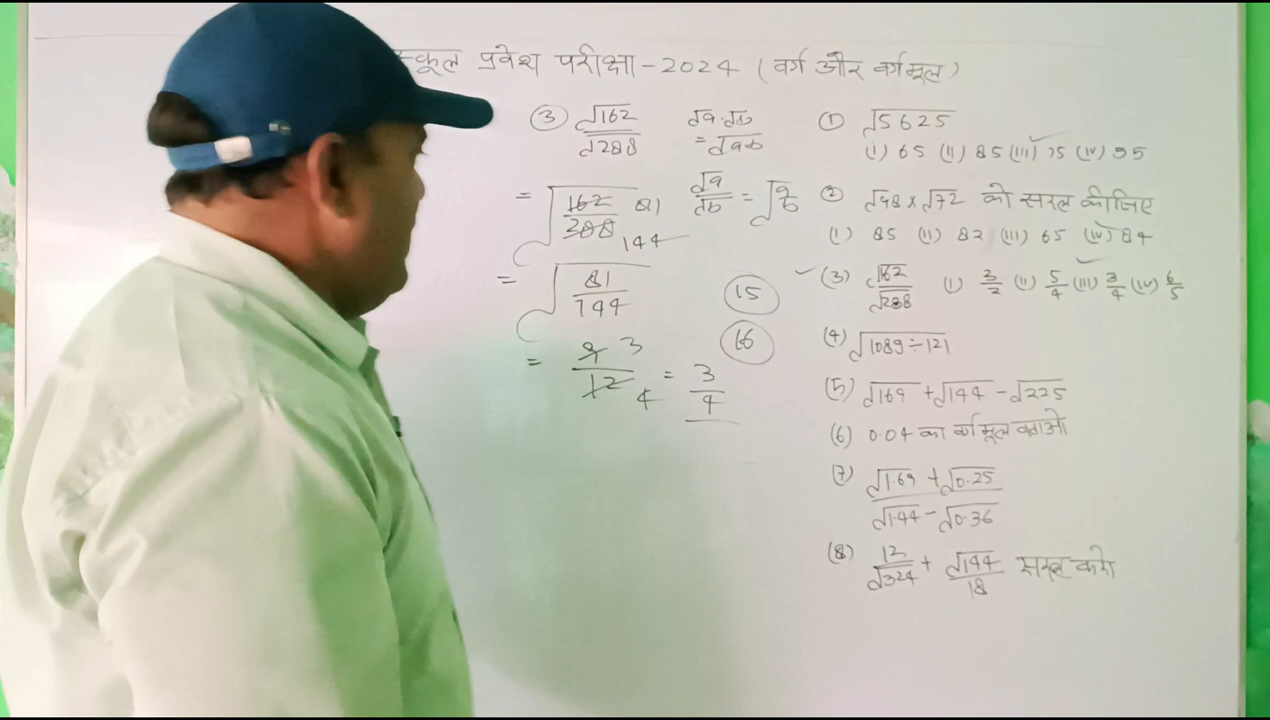 स्कूल प्रवेश परीक्षा - 2024 (वर्ग और वर्गमूल)
③ √162/√288
√a·√b
= √ab
= √(162/288) 81 144
√a/√b = √(a/b)
= √(81/144)
= 9/12 3 4 = 3/4
15
16
① √5625
(i) 65 (ii) 85 (iii) 75 (iv) 95
② √98 × √72 को सरल कीजिए
(i) 85 (ii) 82 (iii) 65 (iv) 84
(3) √162/√288 (i) 3/2 (ii) 5/4 (iii) 3/4 (iv) 6/5
(4) √1089 ÷ 121
(5) √169 + √144 - √225
(6) 0.04 का वर्गमूल बताओ
(7) √1.69 + √0.25
√1.44 - √0.36
(8) 12/√324 + √144/18 सरल करो